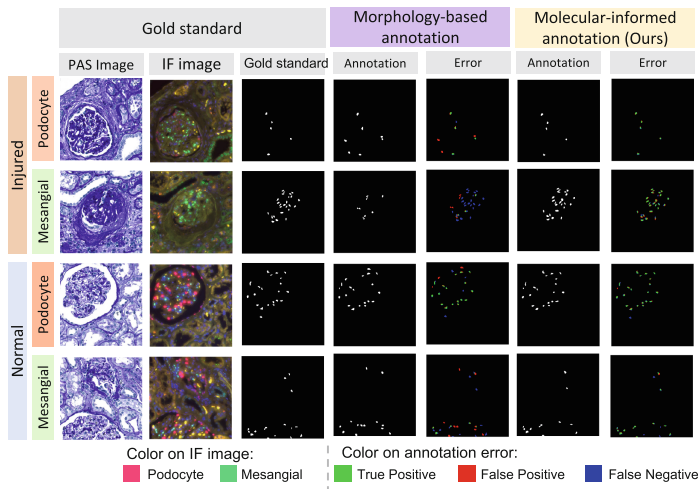 Gold standard
Morphology-based
annotation
Molecular-informed
annotation (Ours)
PAS Image
IF image
Gold standard
Annotation
Error
Annotation
Error
Injured
Podocyte
Mesangial
Normal
Podocyte
Mesangial
Color on IF image:
Podocyte
Mesangial
Color on annotation error:
True Positive
False Positive
False Negative